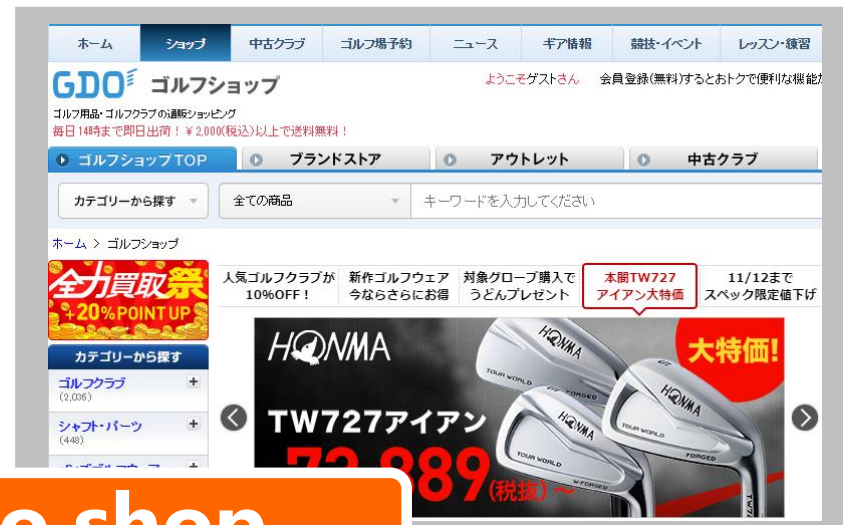 ホーム ショップ 中古クラブ ゴルフ場予約 ニュース ギア情報 競技・イベント レッスン・練習
GDO ゴルフショップ
ようこそゲストさん 会員登録(無料)するとおトクで便利な機能
ゴルフ用品・ゴルフクラブの通販ショッピング
毎日14時まで即日出荷！￥2,000(税込)以上で送料無料！
ゴルフショップTOP ブランドストア アウトレット 中古クラブ
カテゴリーから探す 全ての商品 キーワードを入力してください
ホーム > ゴルフショップ
全力買取祭
+20%POINT UP
人気ゴルフクラブが 新作ゴルフウェア 対象グローブ購入で 本間TW727 11/12まで
10%OFF！ 今ならさらにお得 うどんプレゼント アイアン大特価 スペック限定値下げ
カテゴリーから探す
ゴルフクラブ
(2,036)
シャフト・パーツ
(448)
HONMA
大特価!
TW727アイアン
(税抜)～
HONMA
TOUR WORLD
FORGED
HONMA
TOUR WORLD
W-FORGED
HONMA
TOUR WORLD
FORGED
shop